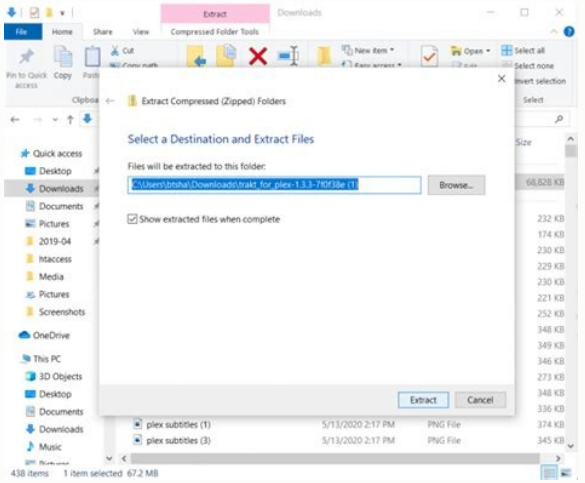 Extract
Downloads
File
Home
Share
View
Compressed Folder Tools
Pin to Quick access
Copy
Cut
Copy path
New item
Easy access
Open
Edit
Select all
Select none
Invert selection
Clipboa
Select
Extract Compressed (Zipped) Folders
Select a Destination and Extract Files
Files will be extracted to this folder:
C:\Users\btsha\Downloads\trakt_for_plex-1.3.3-7f0f38e (1)
Browse...
Show extracted files when complete
Extract
Cancel
Size
Quick access
Desktop
Downloads
68,828 KB
Documents
Pictures
232 KB
2019-04
174 KB
htaccess
230 KB
Media
229 KB
Pictures
230 KB
Screenshots
221 KB
252 KB
OneDrive
348 KB
349 KB
This PC
346 KB
3D Objects
273 KB
Desktop
348 KB
Documents
336 KB
Downloads
plex subtitles (1)
5/13/2020 2:17 PM
PNG File
374 KB
Music
plex subtitles (3)
5/13/2020 2:17 PM
PNG File
345 KB
438 items
1 item selected
67.2 MB